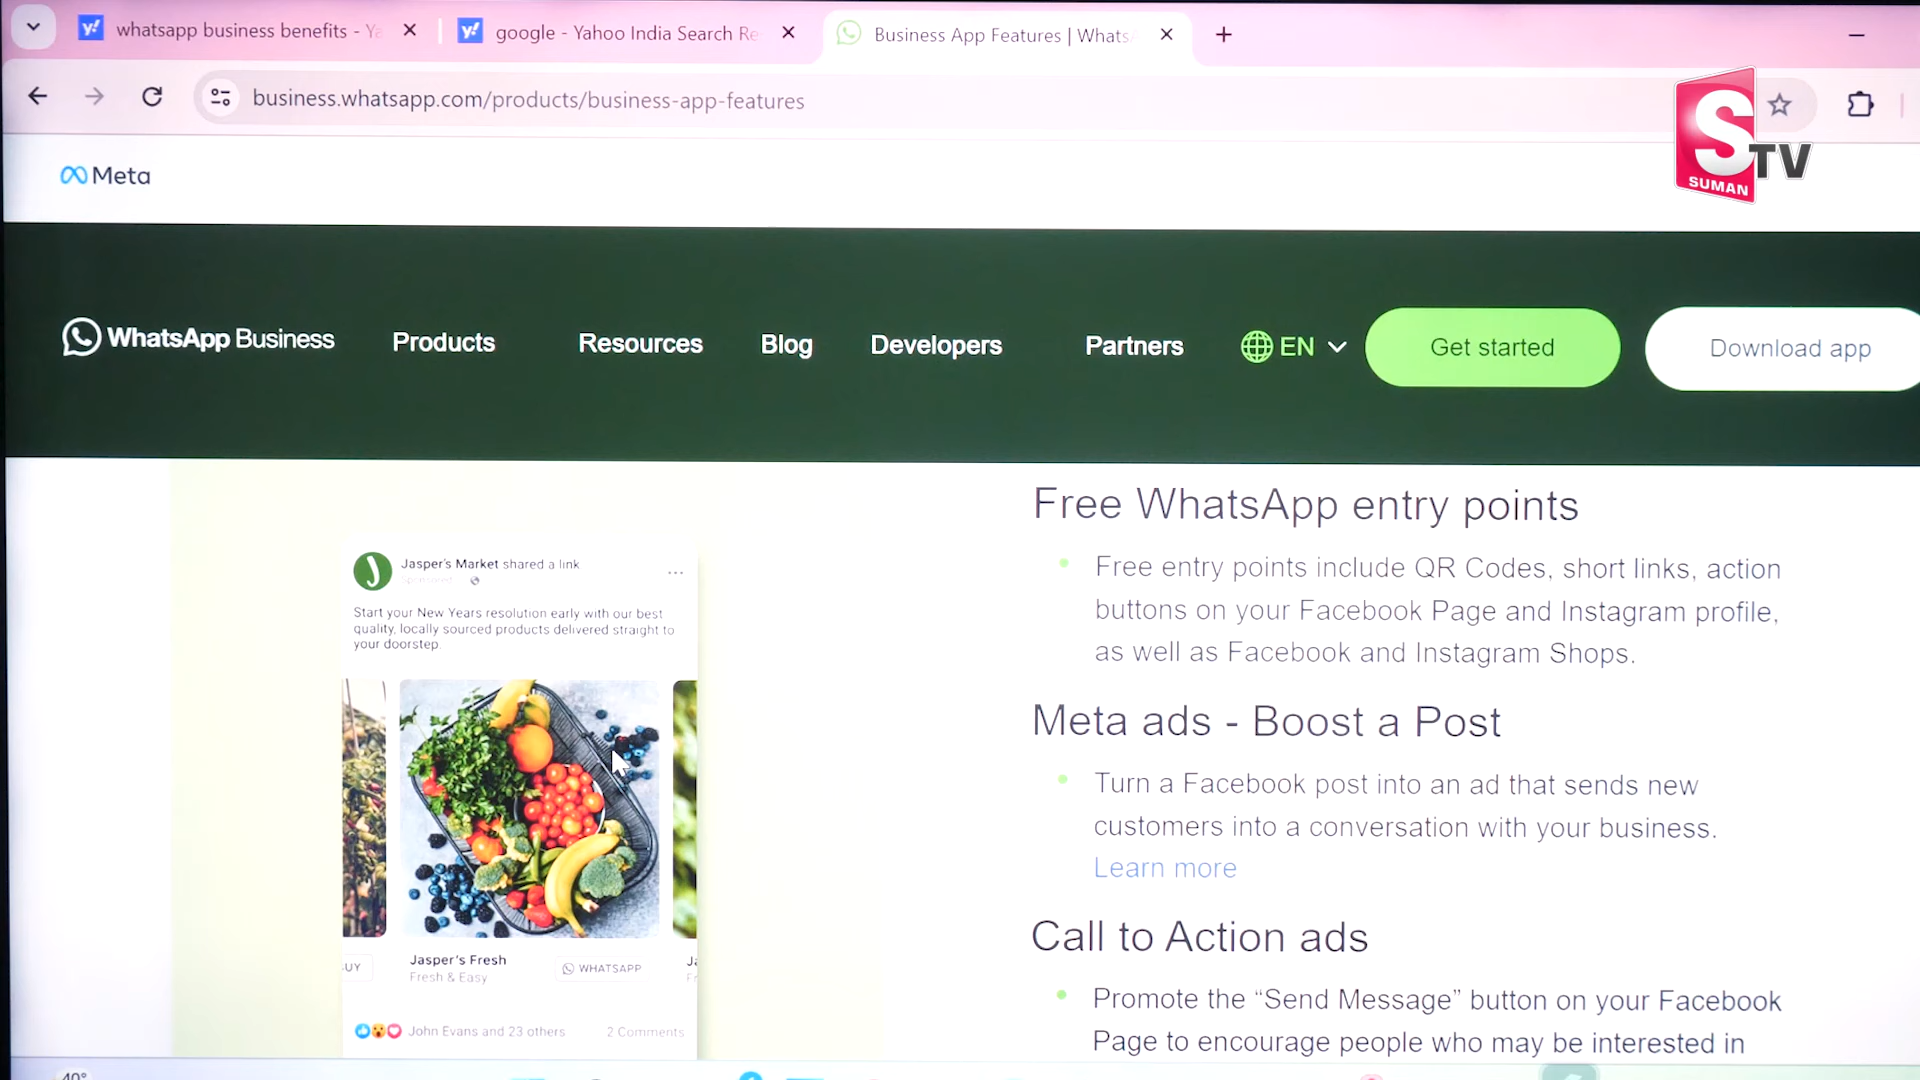 whatsapp business benefits - Ya
google - Yahoo India Search Re
Business App Features | Whats
business.whatsapp.com/products/business-app-features
S
TV
SUMAN
Meta
WhatsApp Business
Products
Resources
Blog
Developers
Partners
EN
Get started
Download app
Free WhatsApp entry points
Free entry points include QR Codes, short links, action
buttons on your Facebook Page and Instagram profile,
as well as Facebook and Instagram Shops.
Meta ads - Boost a Post
Turn a Facebook post into an ad that sends new
customers into a conversation with your business.
Learn more
Call to Action ads
Promote the “Send Message” button on your Facebook
Page to encourage people who may be interested in
Jasper's Market shared a link
Sponsored
Start your New Years resolution early with our best
quality, locally sourced products delivered straight to
your doorstep.
UY
Jasper's Fresh
Fresh & Easy
WHATSAPP
John Evans and 23 others
2 Comments
40°